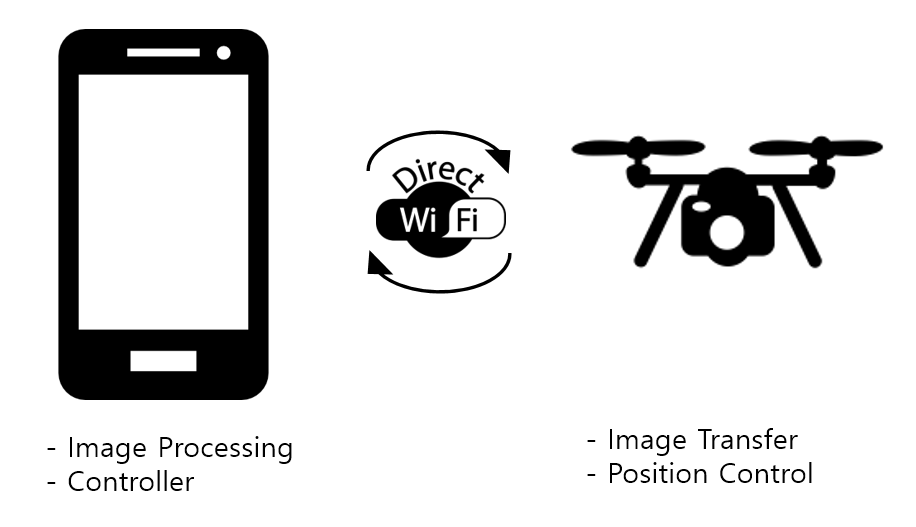 Direct
Wi Fi
- Image Processing
- Controller
- Image Transfer
- Position Control